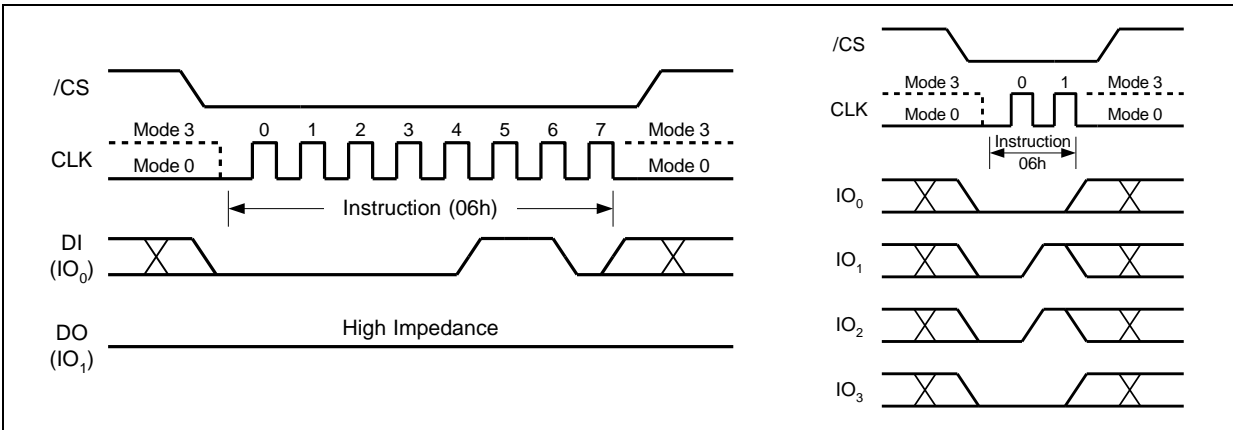 /CS
Mode 3 0 1 2 3 4 5 6 7 Mode 3
CLK
Mode 0 Mode 0
Instruction (06h)
DI
(IO0)
High Impedance
DO
(IO1)
/CS
Mode 3 0 1 Mode 3
CLK
Mode 0 Mode 0
Instruction
06h
IO0
IO1
IO2
IO3